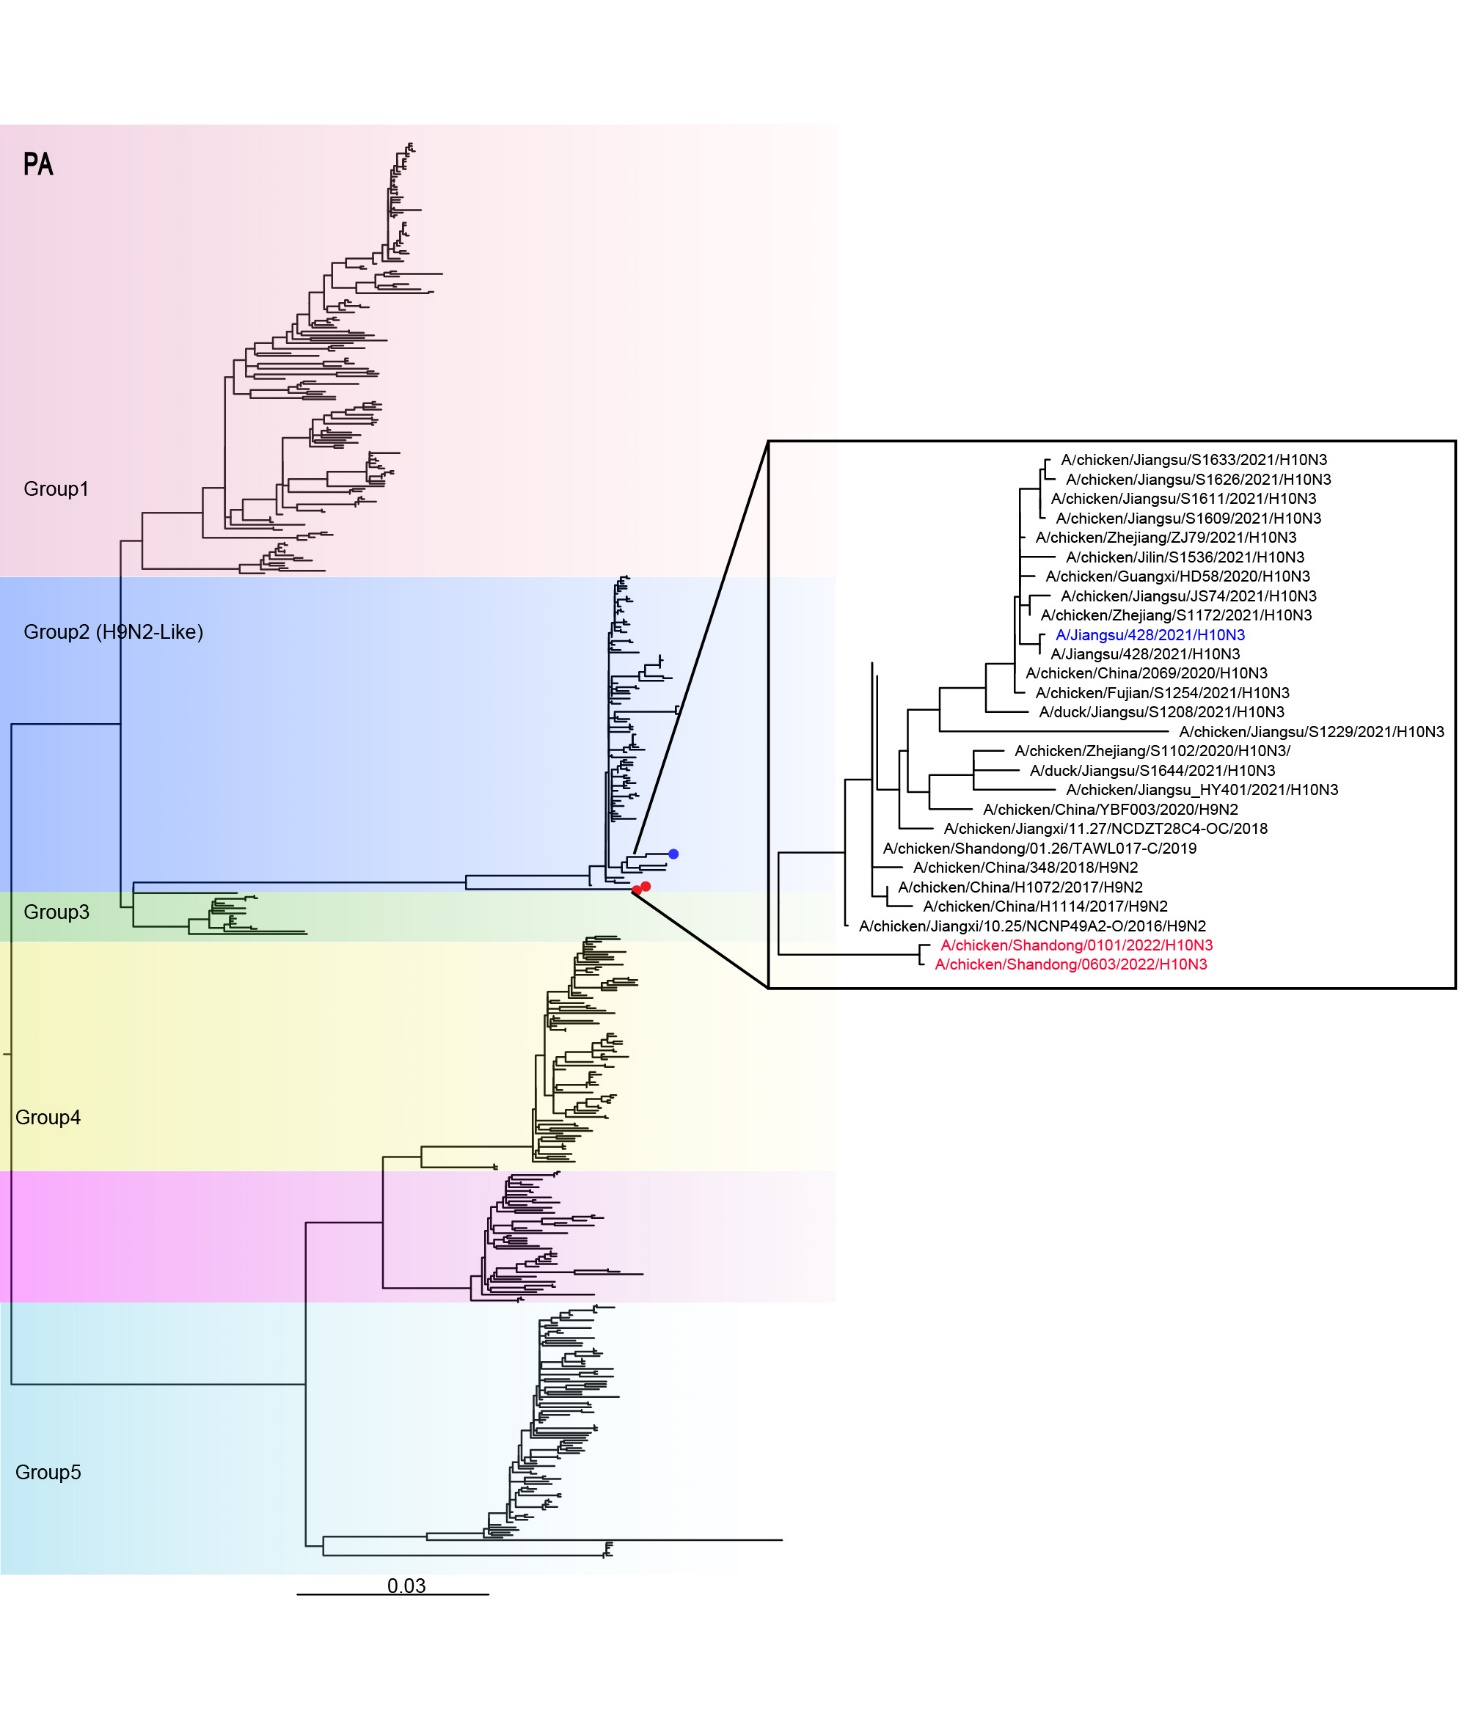 PA
Group1
Group2 (H9N2-Like)
Group3
Group4
Group5
0.03
A/chicken/Jiangsu/S1633/2021/H10N3
A/chicken/Jiangsu/S1626/2021/H10N3
A/chicken/Jiangsu/S1611/2021/H10N3
A/chicken/Jiangsu/S1609/2021/H10N3
A/chicken/Zhejiang/ZJ79/2021/H10N3
A/chicken/Jilin/S1536/2021/H10N3
A/chicken/Guangxi/HD58/2020/H10N3
A/chicken/Jiangsu/JS74/2021/H10N3
A/chicken/Zhejiang/S1172/2021/H10N3
A/Jiangsu/428/2021/H10N3
A/Jiangsu/428/2021/H10N3
A/chicken/China/2069/2020/H10N3
A/chicken/Fujian/S1254/2021/H10N3
A/duck/Jiangsu/S1208/2021/H10N3
A/chicken/Jiangsu/S1229/2021/H10N3
A/chicken/Zhejiang/S1102/2020/H10N3/
A/duck/Jiangsu/S1644/2021/H10N3
A/chicken/Jiangsu_HY401/2021/H10N3
A/chicken/China/YBF003/2020/H9N2
A/chicken/Jiangxi/11.27/NCDZT28C4-OC/2018
A/chicken/Shandong/01.26/TAWL017-C/2019
A/chicken/China/348/2018/H9N2
A/chicken/China/H1072/2017/H9N2
A/chicken/China/H1114/2017/H9N2
A/chicken/Jiangxi/10.25/NCNP49A2-O/2016/H9N2
A/chicken/Shandong/0101/2022/H10N3
A/chicken/Shandong/0603/2022/H10N3